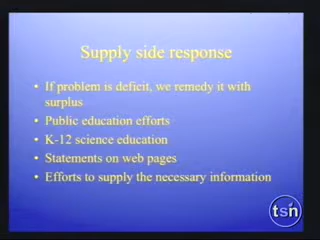 Supply side response
• If problem is deficit, we remedy it with
surplus
• Public education efforts
• K-12 science education
• Statements on web pages
• Efforts to supply the necessary information
tsn